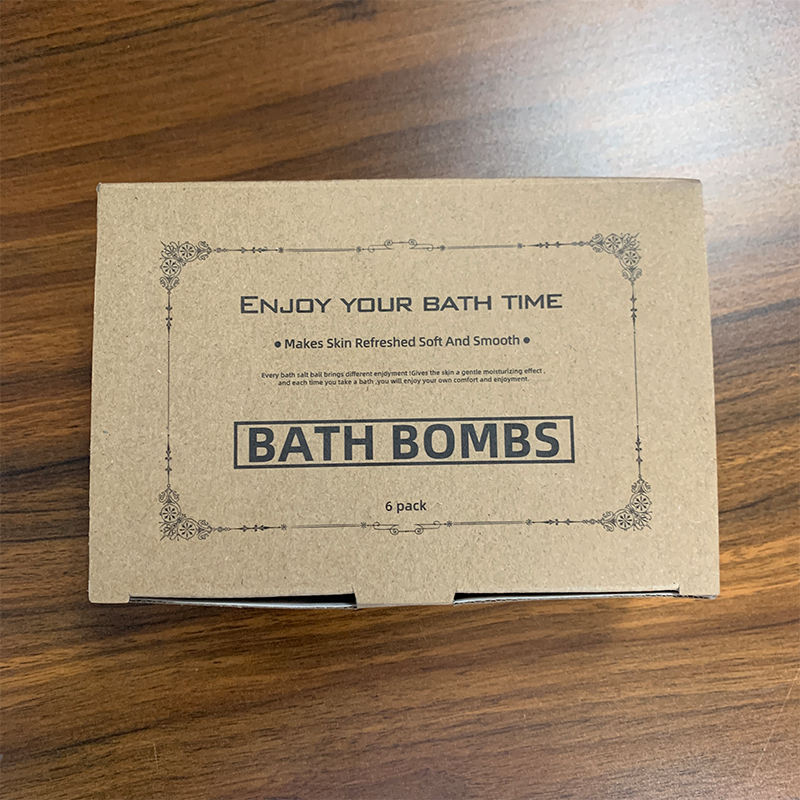 ENJOY YOUR BATH TIME
• Makes Skin Refreshed Soft And Smooth •
Every bath salt ball brings different enjoyment !Gives the skin a gentle moisturizing effect ,
and each time you take a bath ,you will enjoy your own comfort and enjoyment.
BATH BOMBS
6 pack